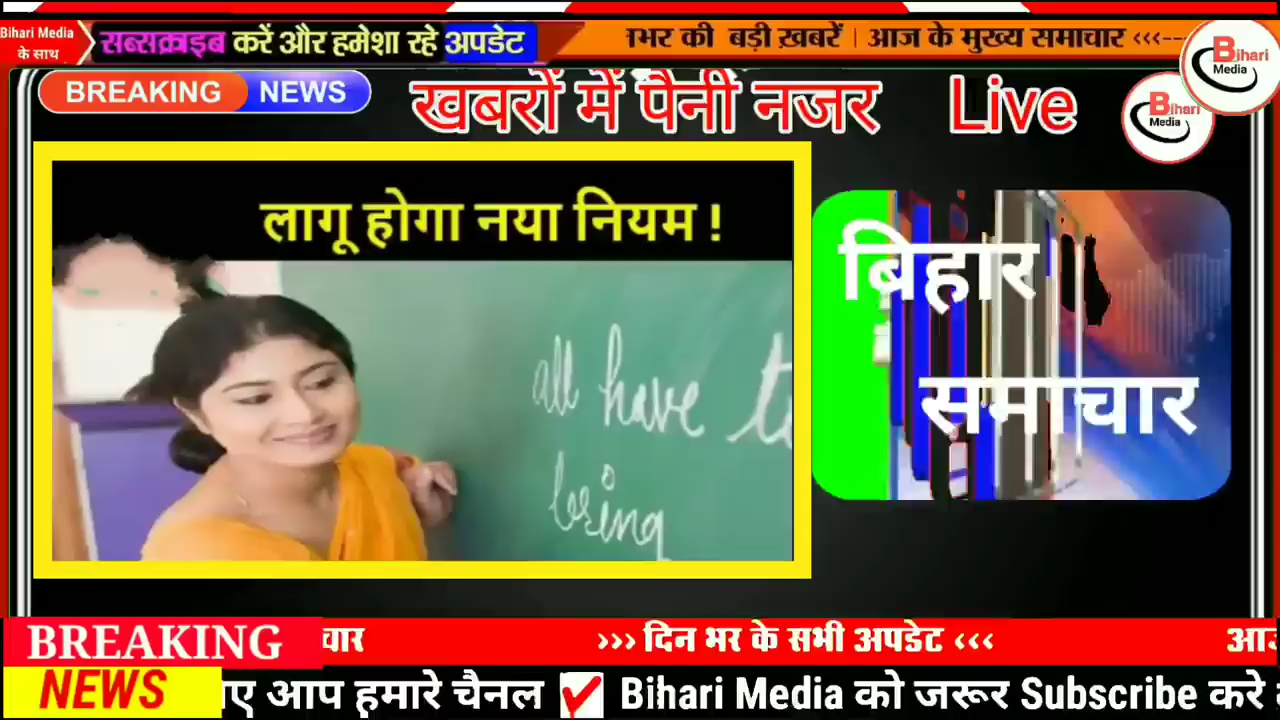 Bihari Media
के साथ
सब्सक्राइब करें और हमेशा रहे अपडेट
भर की बड़ी ख़बरें | आज के मुख्य समाचार ‹‹‹--
Bihari
Media
BREAKING NEWS
खबरों में पैनी नजर Live
Bihari
Media
लागू होगा नया नियम !
all have to
bring
बिहार
समाचार
BREAKING
NEWS
››› दिन भर के सभी अपडेट ‹‹‹
आप हमारे चैनल ✔ Bihari Media को जरूर Subscribe करे